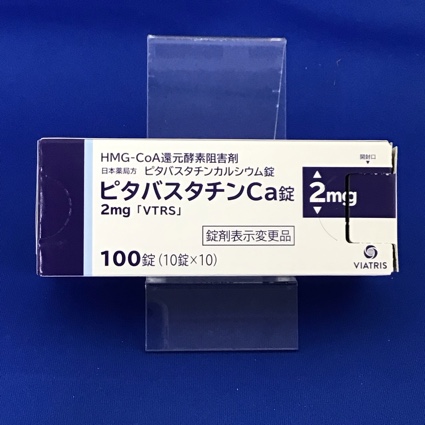 HMG-CoA還元酵素阻害剤
開封口
日本薬局方 ピタバスタチンカルシウム錠
ピタバスタチンCa錠
2mg「VTRS」
2mg
錠剤表示変更品
100錠(10錠×10)
VIATRIS